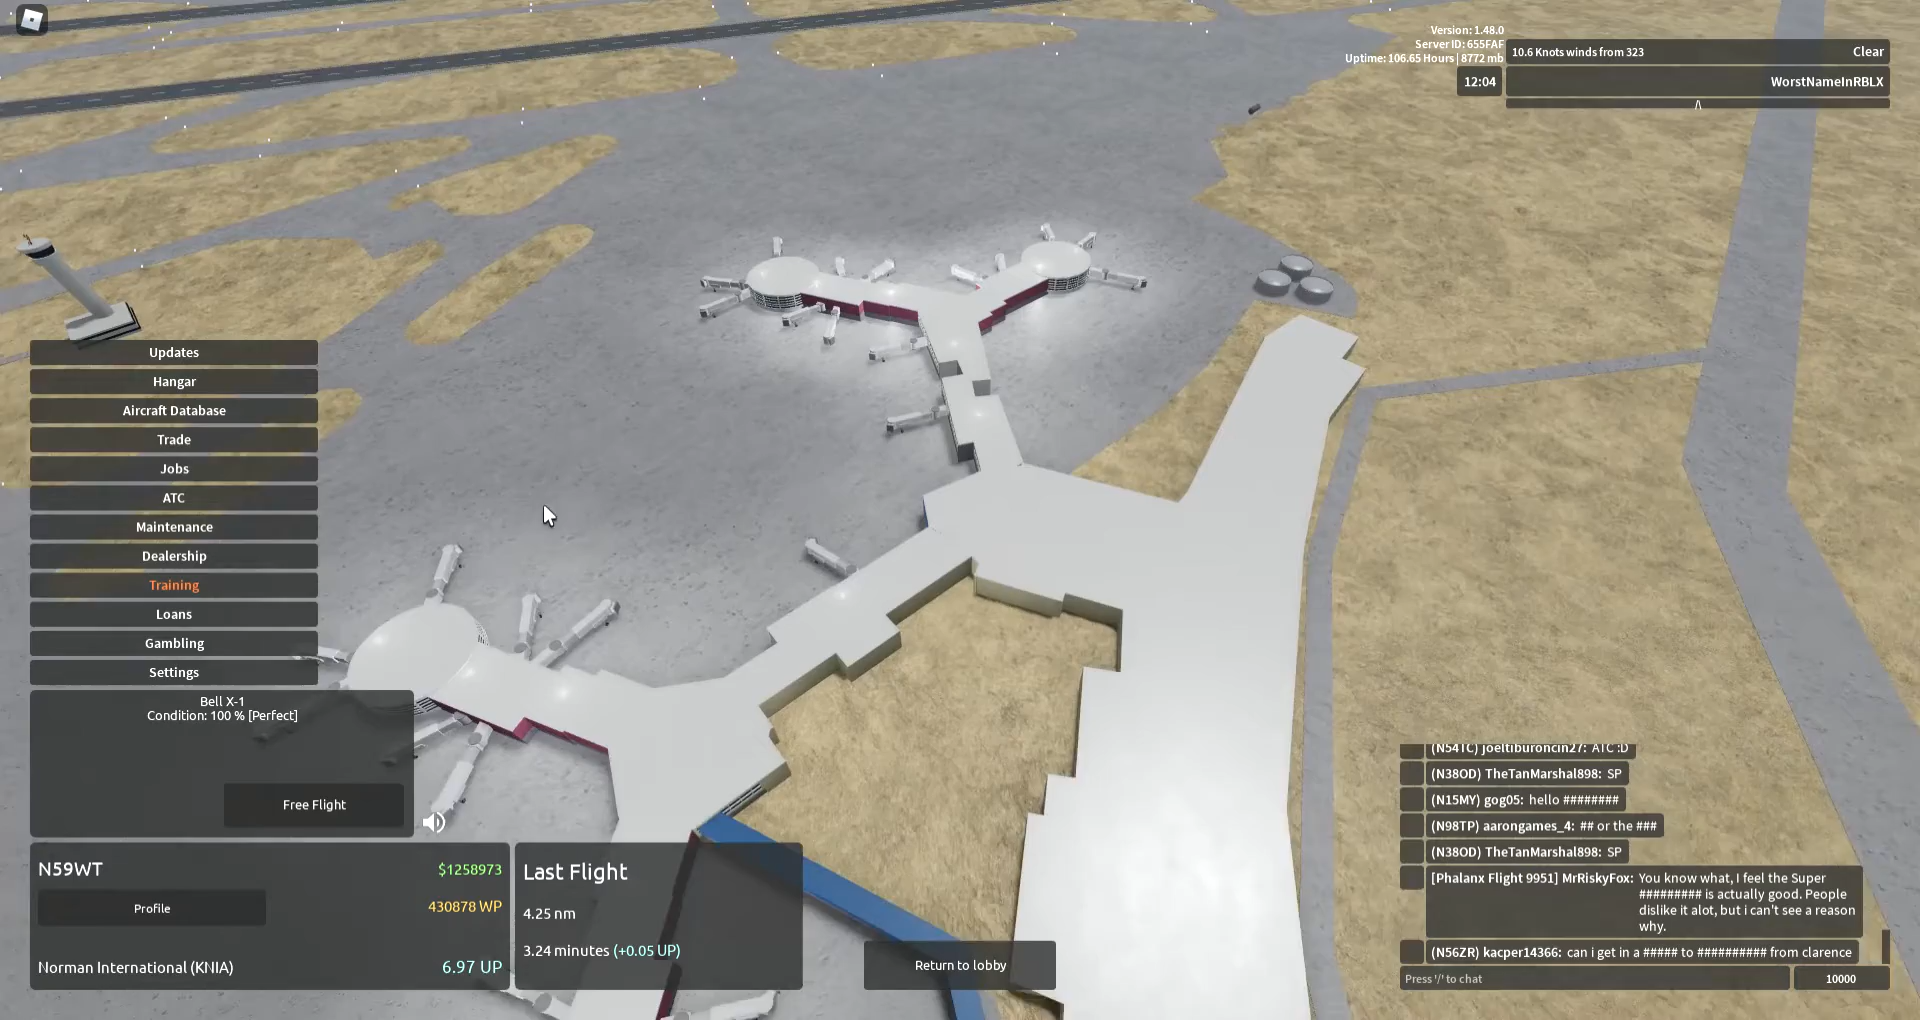 Version: 1.48.0
Server ID: 655FAF
Uptime: 106.65 Hours | 8772 mb
10.6 Knots winds from 323
Clear
12:04
WorstNameInRBLX
/\
Updates
Hangar
Aircraft Database
Trade
Jobs
ATC
Maintenance
Dealership
Training
Loans
Gambling
Settings
Bell X-1
Condition: 100 % [Perfect]
Free Flight
N59WT
$1258973
Profile
430878 WP
Norman International (KNIA)
6.97 UP
Last Flight
4.25 nm
3.24 minutes (+0.05 UP)
Return to lobby
(N54TC) joeltiburoncin27: ATC :D
(N38OD) TheTanMarshal898: SP
(N15MY) gog05: hello ########
(N98TP) aarongames_4: ## or the ###
(N38OD) TheTanMarshal898: SP
[Phalanx Flight 9951] MrRiskyFox: You know what, I feel the Super
######### is actually good. People
dislike it alot, but i can't see a reason
why.
(N56ZR) kacper14366: can i get in a ##### to ########## from clarence
Press '/' to chat
10000